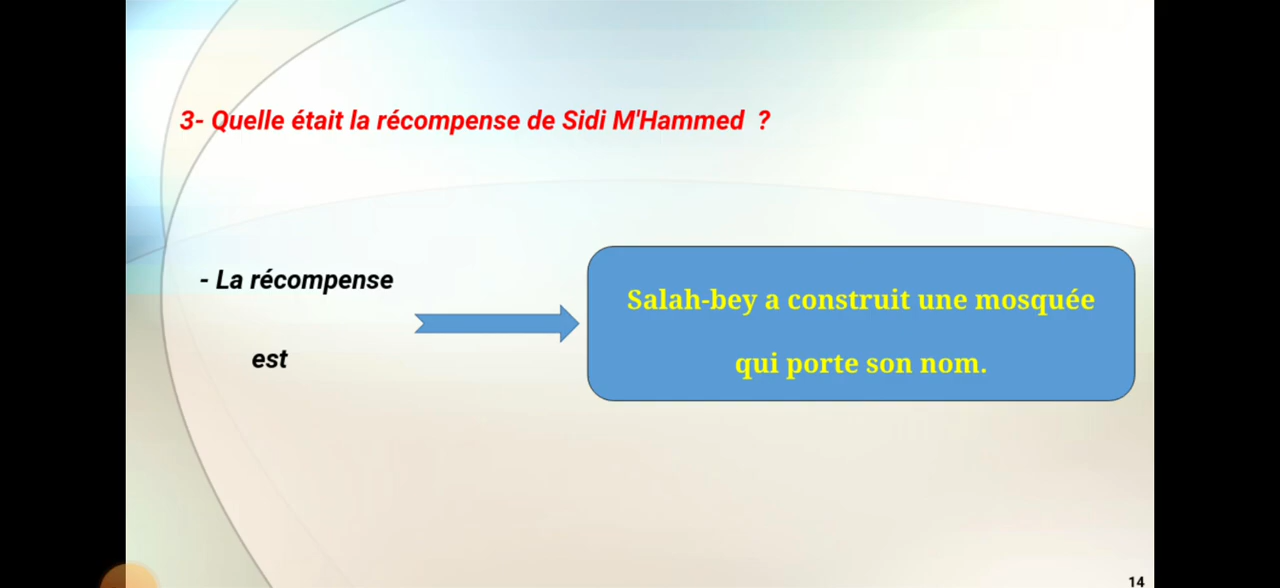 3- Quelle était la récompense de Sidi M'Hammed ?
- La récompense
est
Salah-bey a construit une mosquée
qui porte son nom.
14